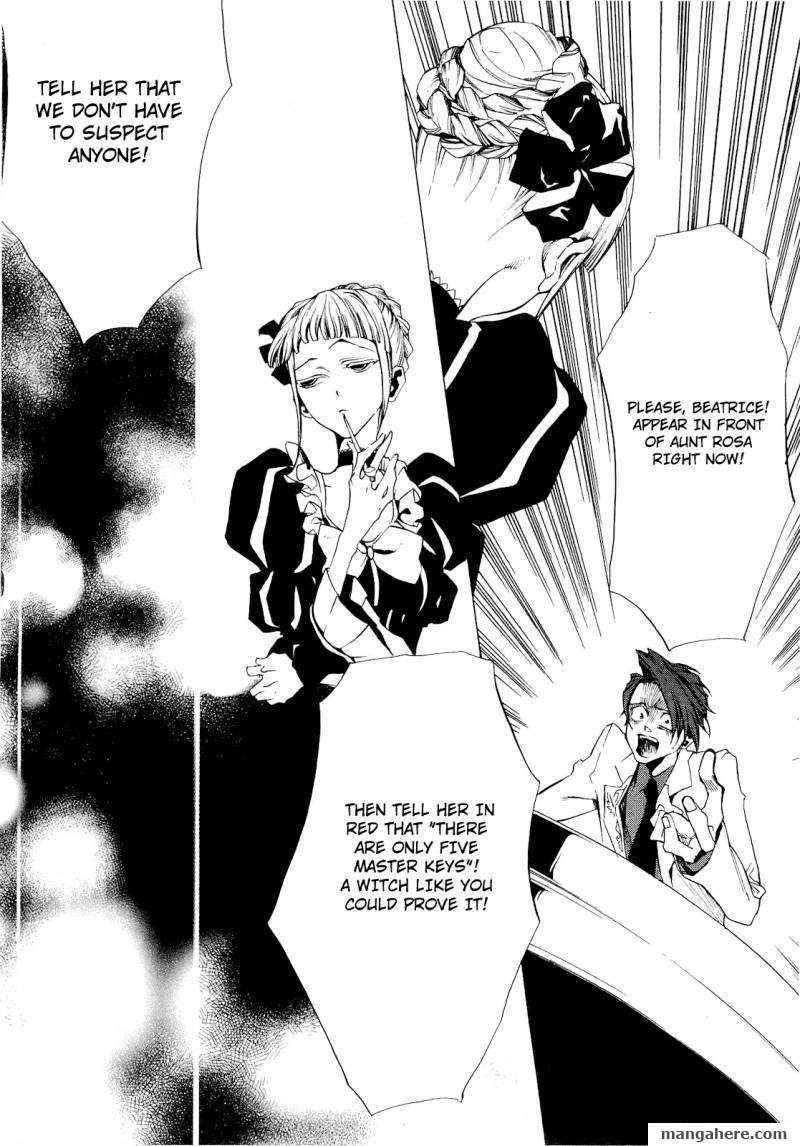 PLEASE, BEATRICE!
APPEAR IN FRONT
OF AUNT ROSA
RIGHT NOW!
THEN TELL HER IN
RED THAT "THERE
ARE ONLY FIVE
MASTER KEYS"!
A WITCH LIKE YOU
COULD PROVE IT!
TELL HER THAT
WE DON'T HAVE
TO SUSPECT
ANYONE!
mangahere.com